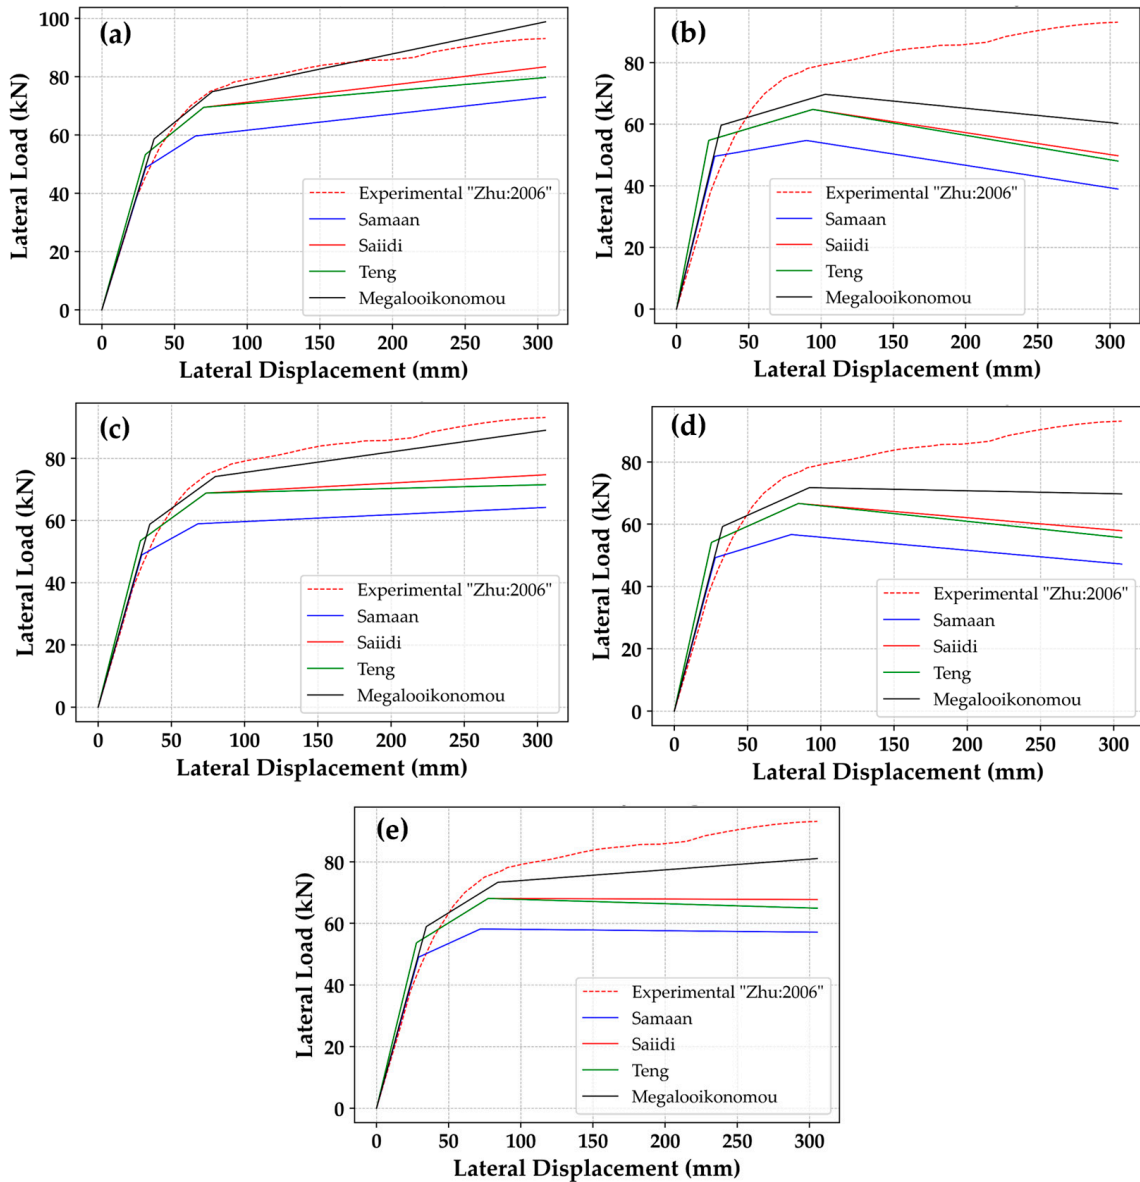 (a)
Lateral Load (kN)
100
80
60
40
20
0
Experimental "Zhu:2006"
Samaan
Saiidi
Teng
Megalooikonomou
0 50 100 150 200 250 300
Lateral Displacement (mm)
(b)
Lateral Load (kN)
80
60
40
20
0
Experimental "Zhu:2006"
Samaan
Saiidi
Teng
Megalooikonomou
0 50 100 150 200 250 300
Lateral Displacement (mm)
(c)
Lateral Load (kN)
80
60
40
20
0
Experimental "Zhu:2006"
Samaan
Saiidi
Teng
Megalooikonomou
0 50 100 150 200 250 300
Lateral Displacement (mm)
(d)
Lateral Load (kN)
80
60
40
20
0
Experimental "Zhu:2006"
Samaan
Saiidi
Teng
Megalooikonomou
0 50 100 150 200 250 300
Lateral Displacement (mm)
(e)
Lateral Load (kN)
80
60
40
20
0
Experimental "Zhu:2006"
Samaan
Saiidi
Teng
Megalooikonomou
0 50 100 150 200 250 300
Lateral Displacement (mm)